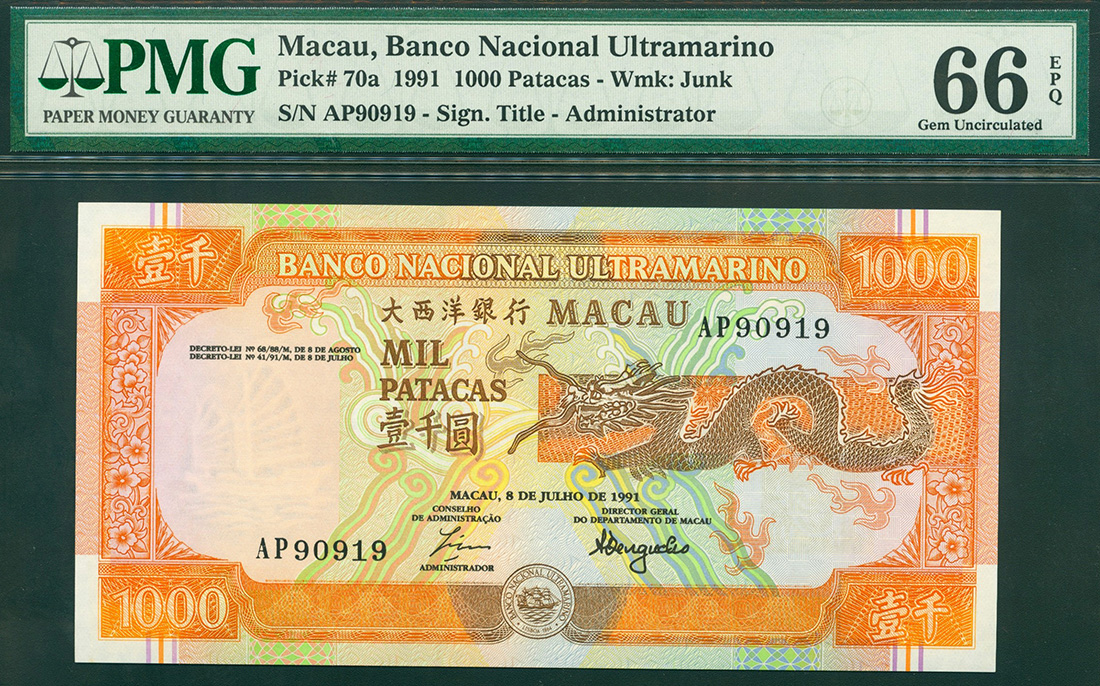 PMG
PAPER MONEY GUARANTY
Macau, Banco Nacional Ultramarino
Pick# 70a 1991 1000 Patacas - Wmk: Junk
S/N AP90919 - Sign. Title - Administrator
66
EPQ
Gem Uncirculated
壹千
BANCO NACIONAL ULTRAMARINO
1000
大西洋銀行 MACAU
AP90919
DECRETO-LEI Nº 68/88/M, DE 8 DE AGOSTO
DECRETO-LEI Nº 41/91/M, DE 8 DE JULHO
MIL
PATACAS
壹千圓
MACAU, 8 DE JULHO DE 1991
CONSELHO
DE ADMINISTRAÇÃO
DIRECTOR GERAL
DO DEPARTAMENTO DE MACAU
AP90919
ADMINISTRADOR
1000
BANCO NACIONAL ULTRAMARINO
壹千